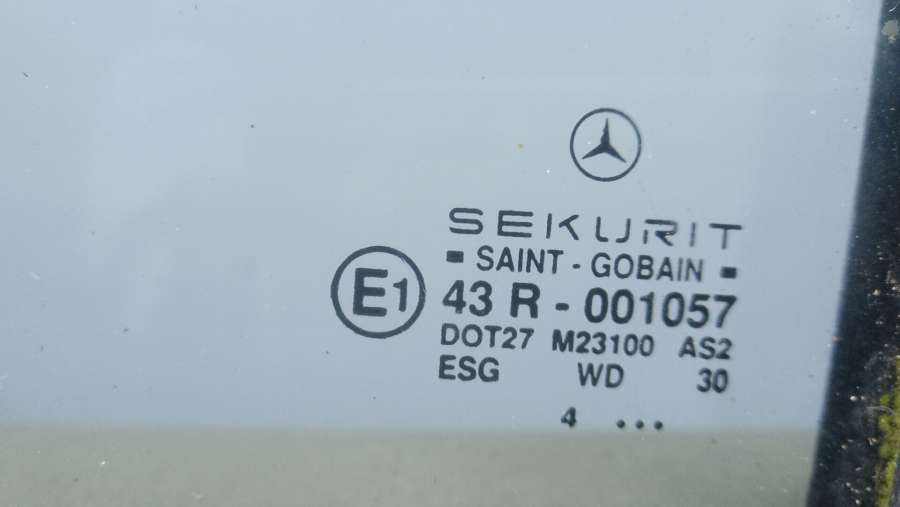 SEKURIT
▪ SAINT - GOBAIN ▪
E1 43 R - 001057
DOT27 M23100 AS2
ESG WD 30
4 ...